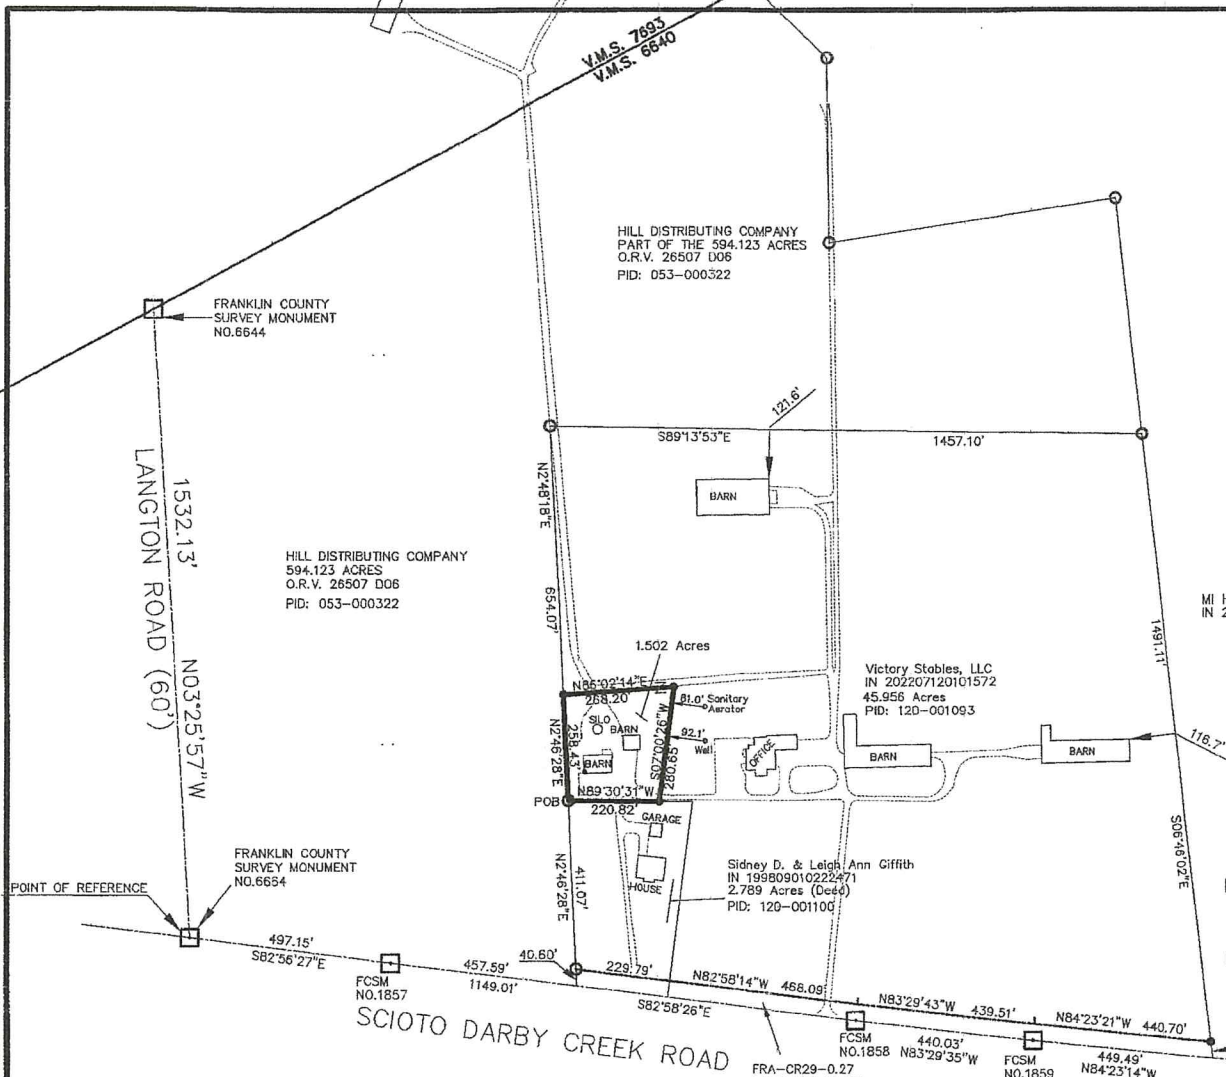 V.M.S. 7693
V.M.S. 6640
HILL DISTRIBUTING COMPANY
PART OF THE 594.123 ACRES
O.R.V. 26507 D06
PID: 053-000322
FRANKLIN COUNTY
SURVEY MONUMENT
NO.6644
121.6'
S89°13'53"E
1457.10'
N2°48'18"E
654.07'
BARN
LANGTON ROAD (60')
1532.13'
N03°25'57"W
HILL DISTRIBUTING COMPANY
594.123 ACRES
O.R.V. 26507 D06
PID: 053-000322
MI H
IN 2
1491.11'
S06°46'02"E
1.502 Acres
Victory Stables, LLC
IN 202207120101572
45.956 Acres
PID: 120-001093
N86°02'14"E
268.20'
SILO
BARN
BARN
N2°46'28"E
258.43'
S07°00'26"W
280.65'
81.0' Sanitary
Aerator
92.1'
Well
OFFICE
BARN
BARN
116.7'
POB
N89°30'31"W
220.82'
GARAGE
HOUSE
N2°46'28"E
411.07'
Sidney D. & Leigh Ann Giffith
IN 199809010222471
2.789 Acres (Deed)
PID: 120-001100
FRANKLIN COUNTY
SURVEY MONUMENT
NO.6664
POINT OF REFERENCE
497.15'
S82°56'27"E
FCSM
NO.1857
457.59'
1149.01'
40.60'
229.79'
N82°58'14"W
468.09'
S82°58'26"E
N83°29'43"W
439.51'
N84°23'21"W
440.70'
SCIOTO DARBY CREEK ROAD
FRA-CR29-0.27
FCSM
NO.1858
440.03'
N83°29'35"W
FCSM
NO.1859
449.49'
N84°23'14"W